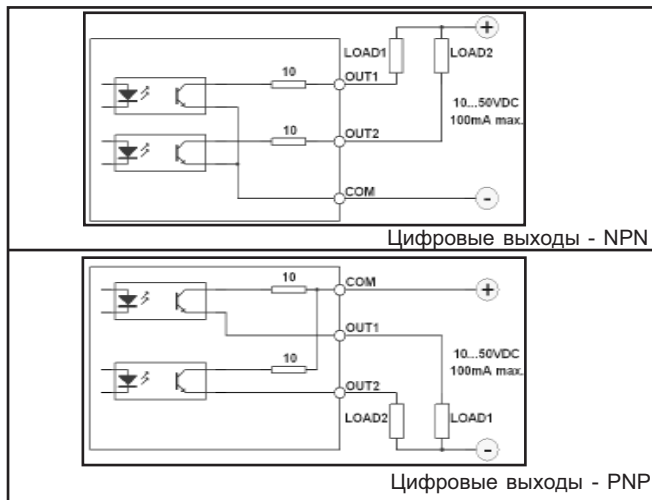 +
LOAD1
LOAD2
10
OUT1
10...50VDC
100mA max.
10
OUT2
COM
-
Цифровые выходы - NPN
10
COM
+
OUT1
10
10...50VDC
100mA max.
OUT2
LOAD2
LOAD1
-
Цифровые выходы - PNP